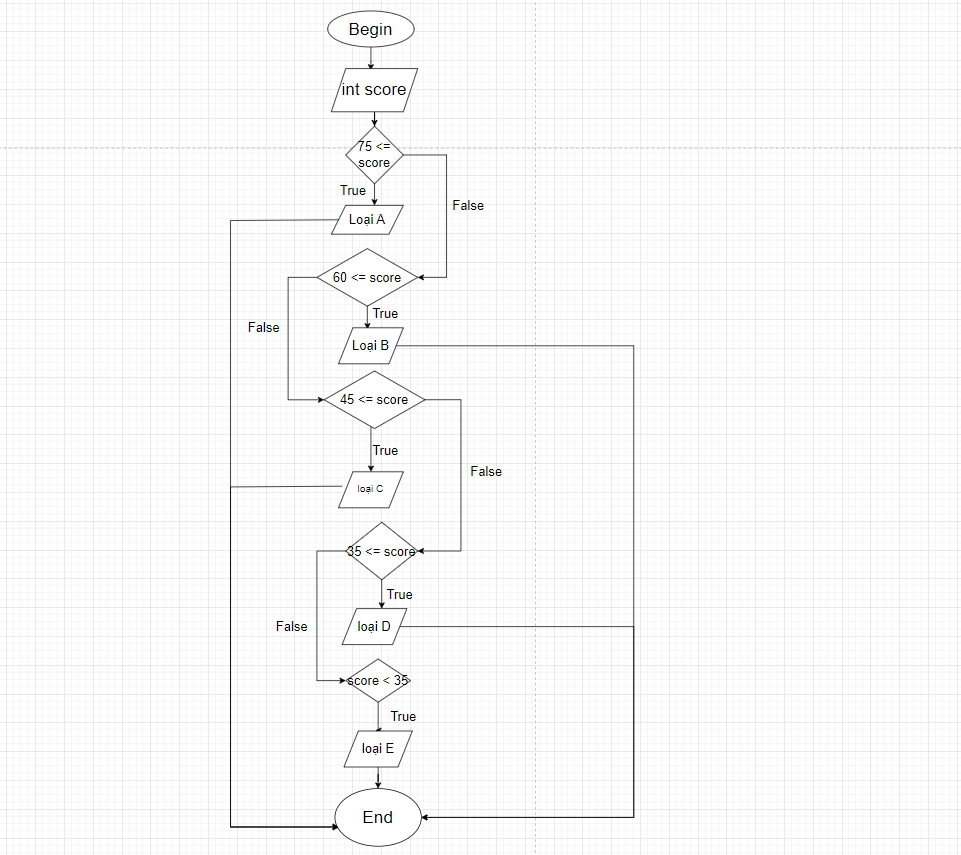 Begin
int score
75 <=
score
True
False
Loại A
60 <= score
True
False
Loại B
45 <= score
True
False
loại C
35 <= score
True
False
loại D
score < 35
True
loại E
End